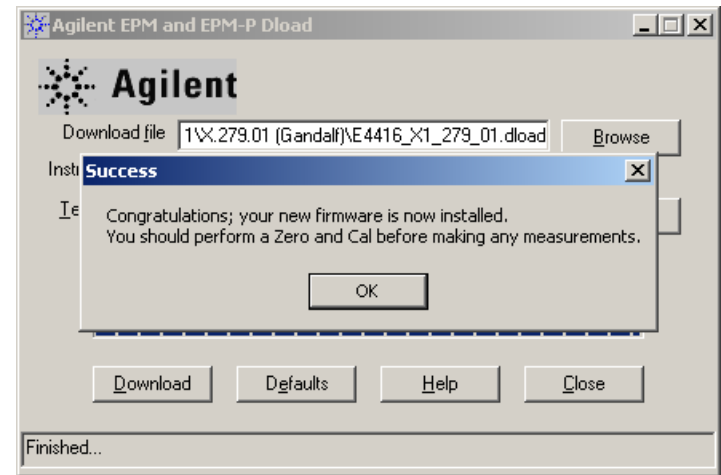 Agilent EPM and EPM-P Dload
Agilent
Download file 1\X.279.01 (Gandalf)\E4416_X1_279_01.dload Browse
Instr
Success
Te
Congratulations; your new firmware is now installed.
You should perform a Zero and Cal before making any measurements.
OK
Download Defaults Help Close
Finished...